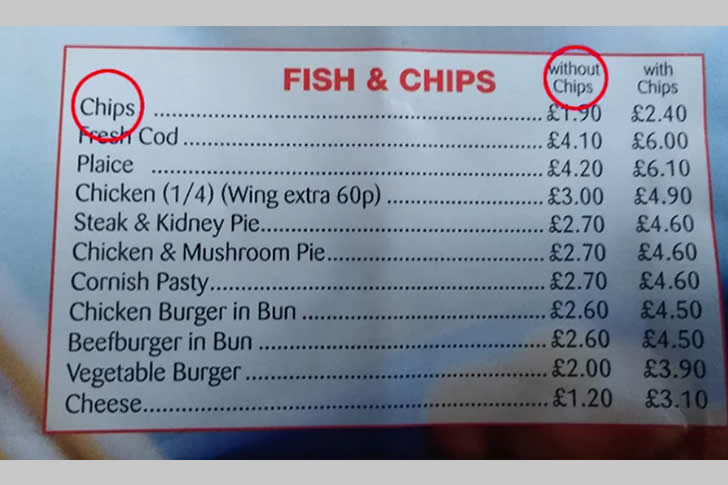 FISH & CHIPS without Chips with Chips
Chips ........ £1.90 £2.40
Fresh Cod ........ £4.10 £6.00
Plaice ........ £4.20 £6.10
Chicken (1/4) (Wing extra 60p) ........ £3.00 £4.90
Steak & Kidney Pie........ £2.70 £4.60
Chicken & Mushroom Pie........ £2.70 £4.60
Cornish Pasty........ £2.70 £4.60
Chicken Burger in Bun ........ £2.60 £4.50
Beefburger in Bun ........ £2.60 £4.50
Vegetable Burger ........ £2.00 £3.90
Cheese........ £1.20 £3.10